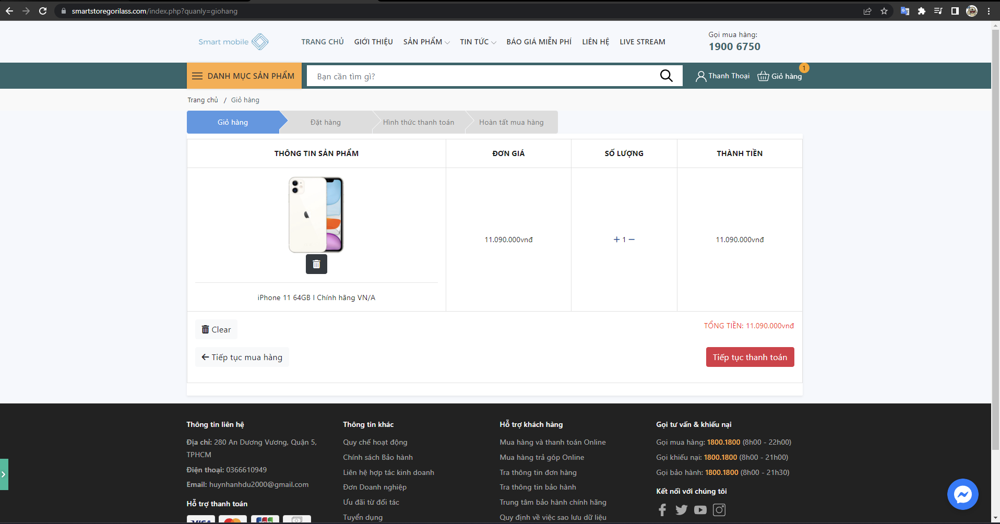 smartstoregorilass.com/index.php?quanly=giohang
Smart mobile
TRANG CHỦ GIỚI THIỆU SẢN PHẨM TIN TỨC BÁO GIÁ MIỄN PHÍ LIÊN HỆ LIVE STREAM
Gọi mua hàng:
1900 6750
DANH MỤC SẢN PHẨM
Bạn cần tìm gì?
Thanh Thoại
Giỏ hàng
1
Trang chủ / Giỏ hàng
Giỏ hàng Đặt hàng Hình thức thanh toán Hoàn tất mua hàng
THÔNG TIN SẢN PHẨM ĐƠN GIÁ SỐ LƯỢNG THÀNH TIỀN
11.090.000vnđ + 1 − 11.090.000vnđ
iPhone 11 64GB I Chính hãng VN/A
Clear
TỔNG TIỀN: 11.090.000vnđ
Tiếp tục mua hàng
Tiếp tục thanh toán
Thông tin liên hệ
Địa chỉ: 280 An Dương Vương, Quận 5,
TPHCM
Điện thoại: 0366610949
Email: huynhanhdu2000@gmail.com
Hỗ trợ thanh toán
VISA
JCB
Thông tin khác
Quy chế hoạt động
Chính sách Bảo hành
Liên hệ hợp tác kinh doanh
Đơn Doanh nghiệp
Ưu đãi từ đối tác
Tuyển dụng
Hỗ trợ khách hàng
Mua hàng và thanh toán Online
Mua hàng trả góp Online
Tra thông tin đơn hàng
Tra thông tin bảo hành
Trung tâm bảo hành chính hãng
Quy định về việc sao lưu dữ liệu
Gọi tư vấn & khiếu nại
Gọi mua hàng: 1800.1800 (8h00 - 22h00)
Gọi khiếu nại: 1800.1800 (8h00 - 21h00)
Gọi bảo hành: 1800.1800 (8h00 - 21h30)
Kết nối với chúng tôi